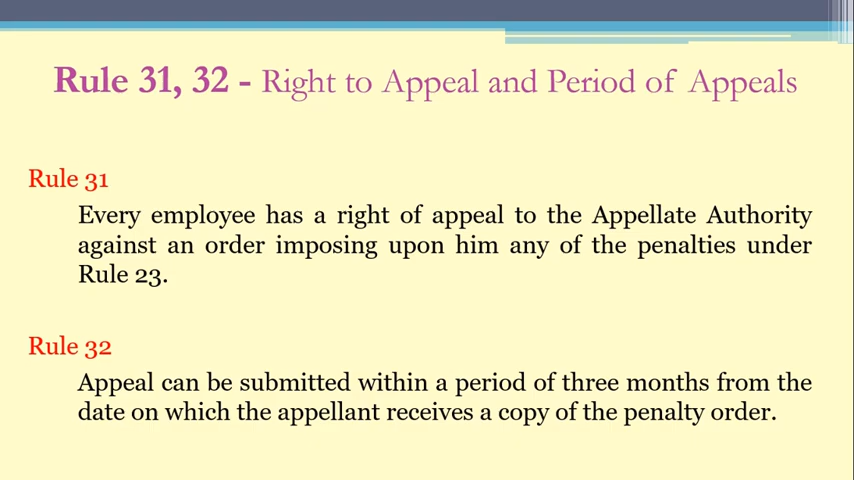 Rule 31, 32 - Right to Appeal and Period of Appeals
Rule 31
Every employee has a right of appeal to the Appellate Authority
against an order imposing upon him any of the penalties under
Rule 23.
Rule 32
Appeal can be submitted within a period of three months from the
date on which the appellant receives a copy of the penalty order.